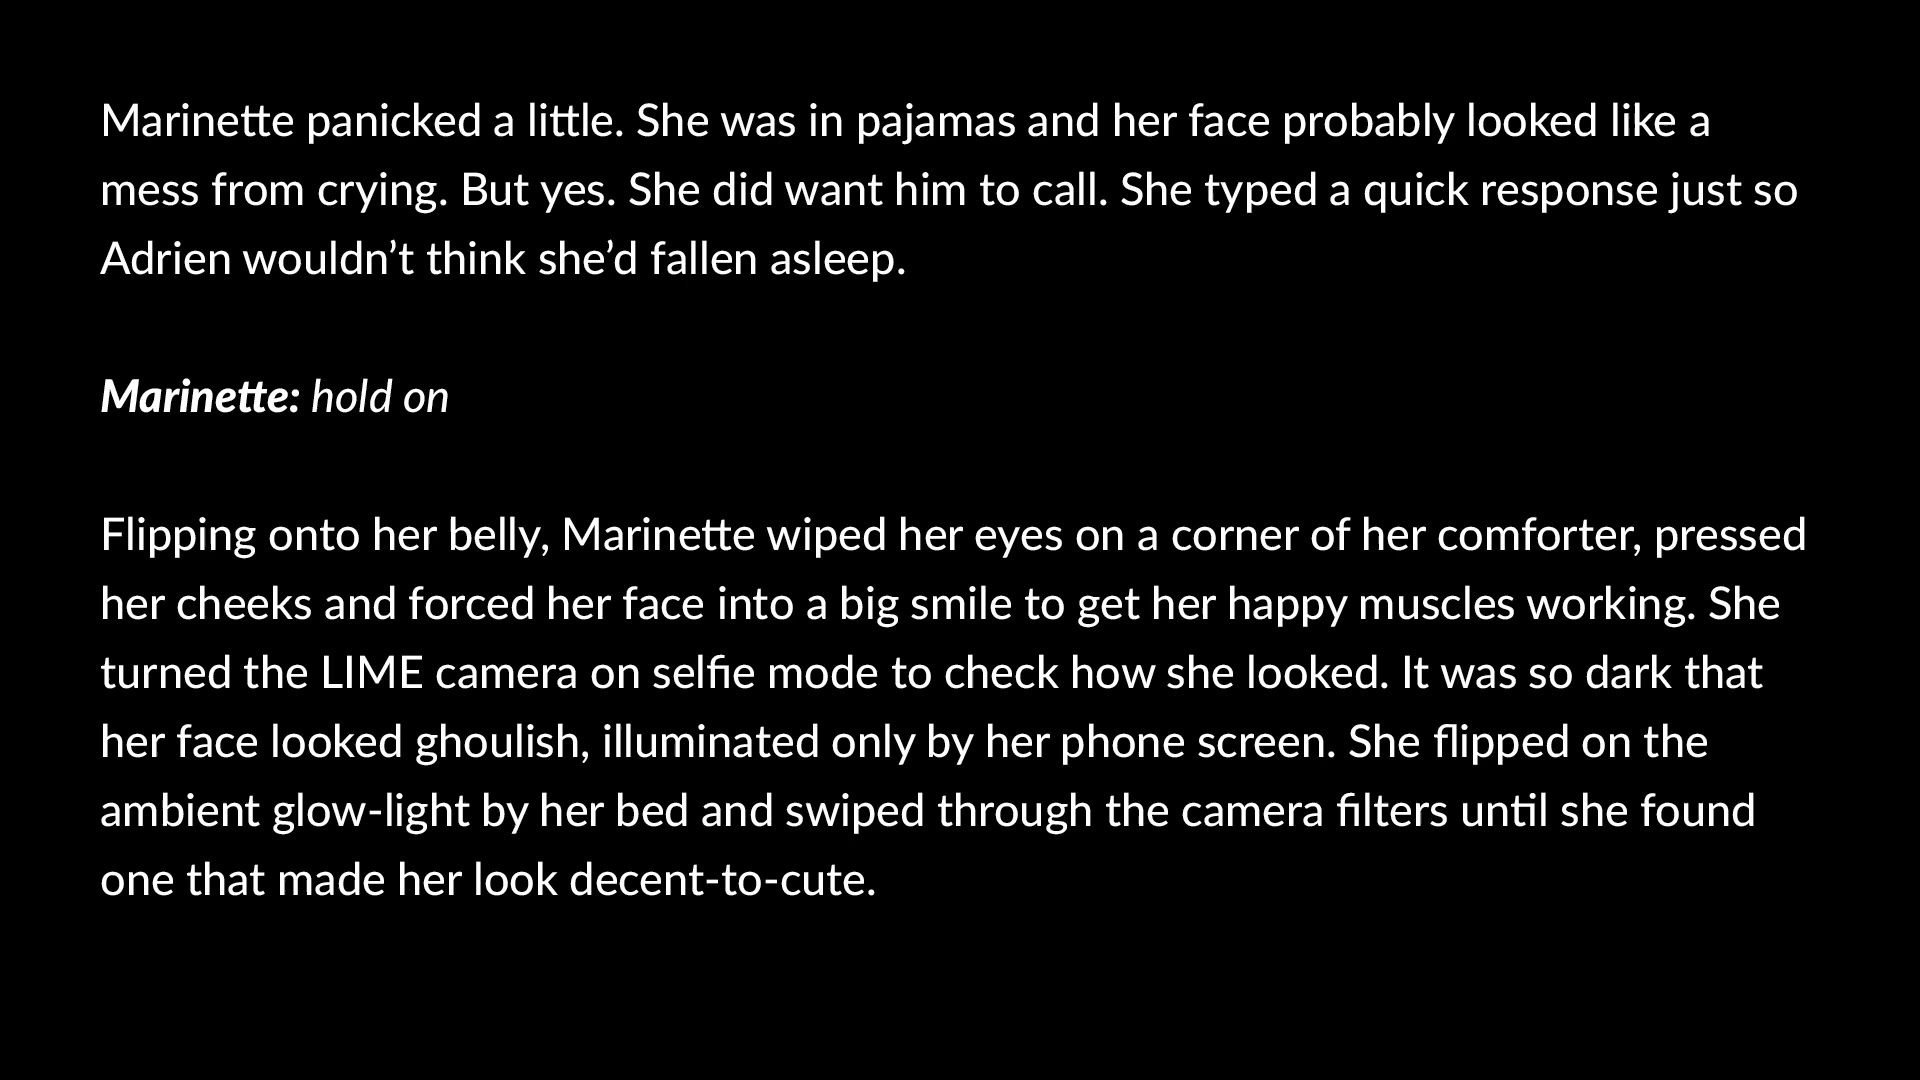 Marinette panicked a little. She was in pajamas and her face probably looked like a
mess from crying. But yes. She did want him to call. She typed a quick response just so
Adrien wouldn’t think she’d fallen asleep.
Marinette: hold on
Flipping onto her belly, Marinette wiped her eyes on a corner of her comforter, pressed
her cheeks and forced her face into a big smile to get her happy muscles working. She
turned the LIME camera on selfie mode to check how she looked. It was so dark that
her face looked ghoulish, illuminated only by her phone screen. She flipped on the
ambient glow-light by her bed and swiped through the camera filters until she found
one that made her look decent-to-cute.